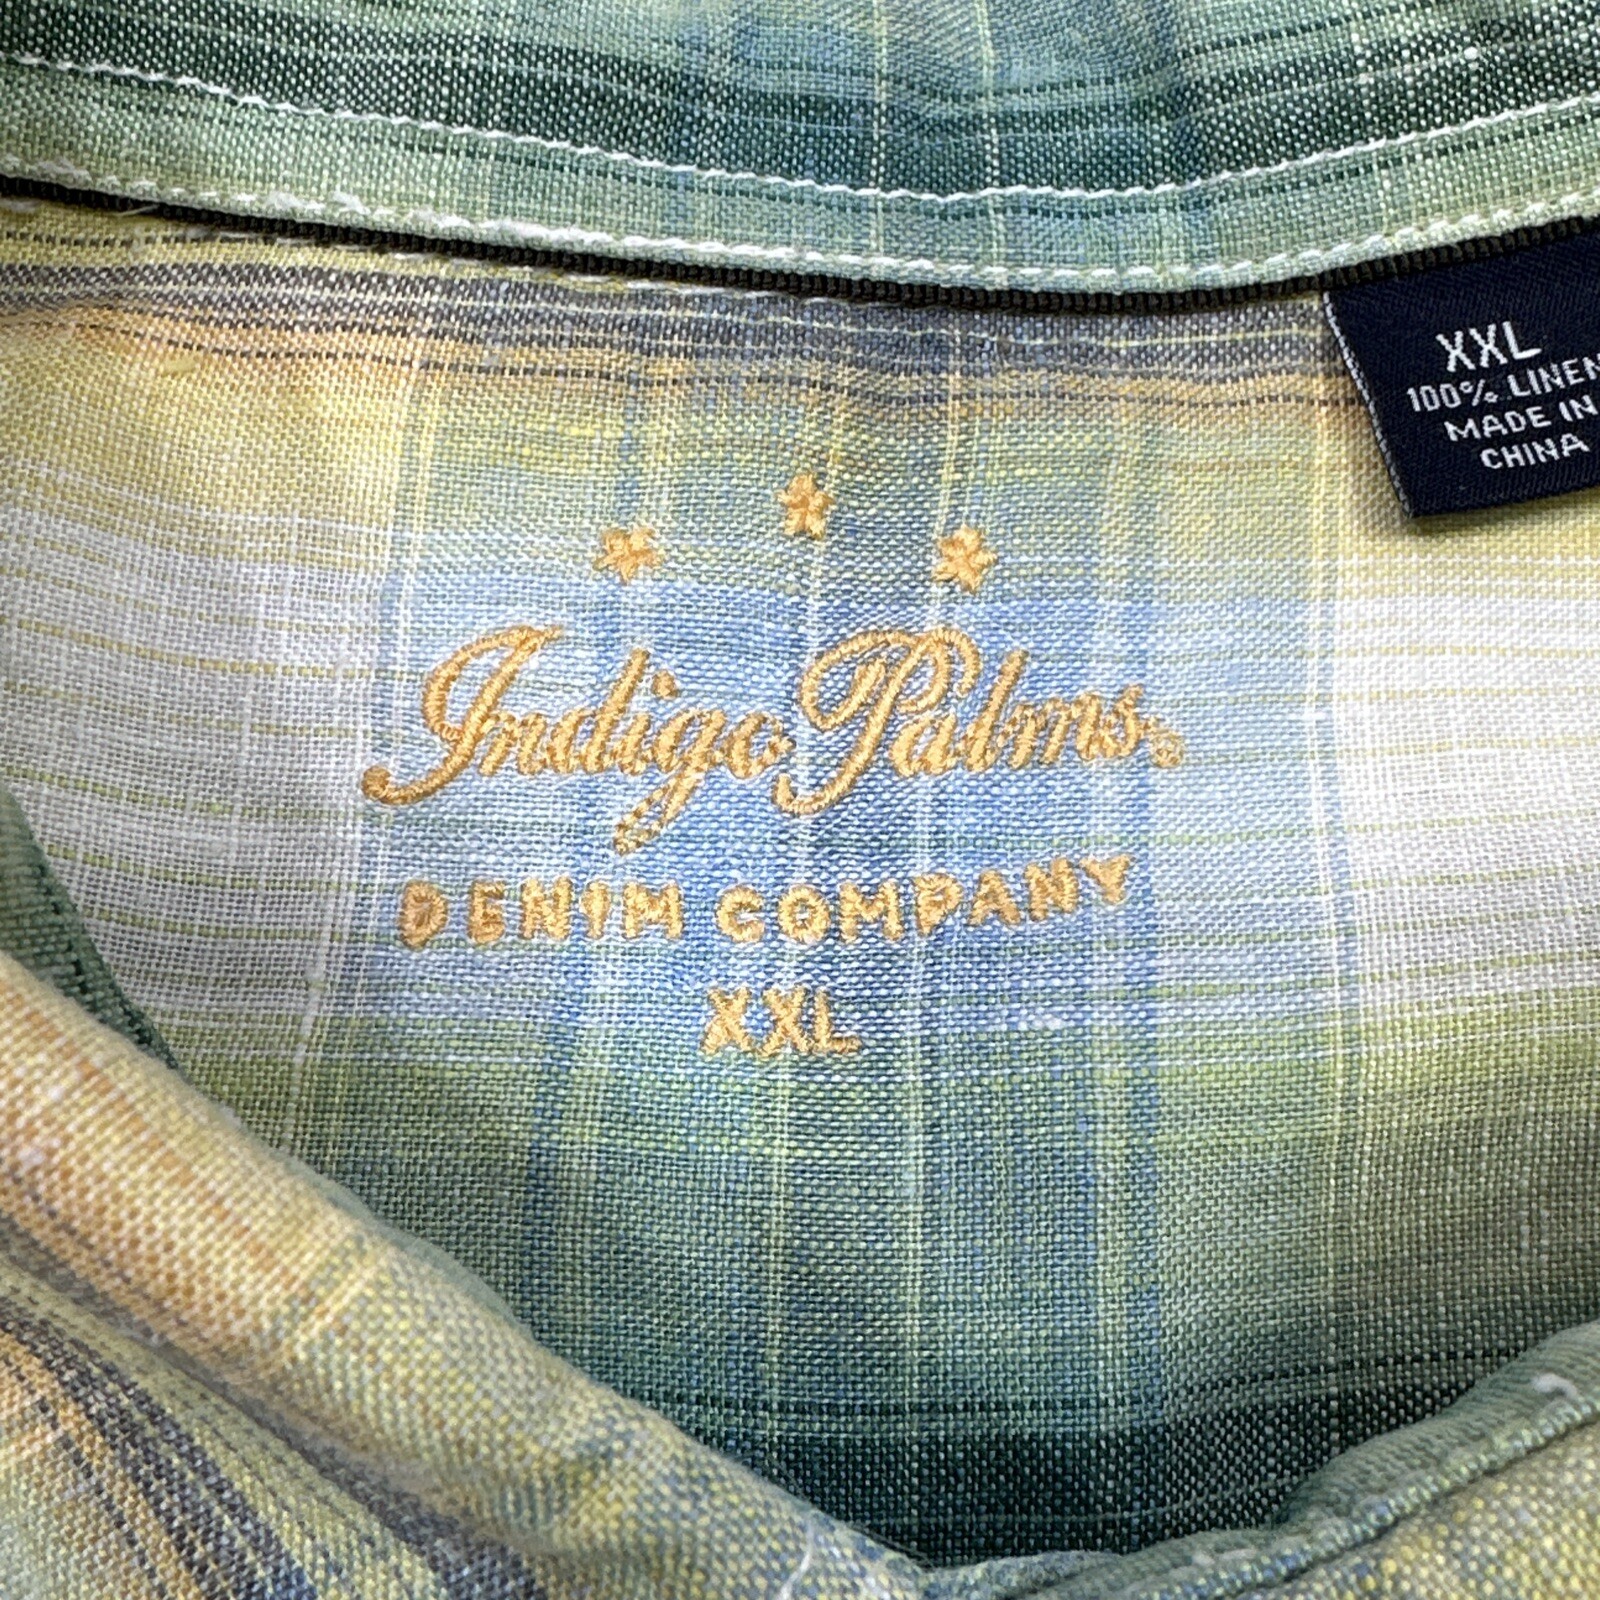 XXL
100% LINEN
MADE IN
CHINA
Indigo Palms®
DENIM COMPANY
XXL